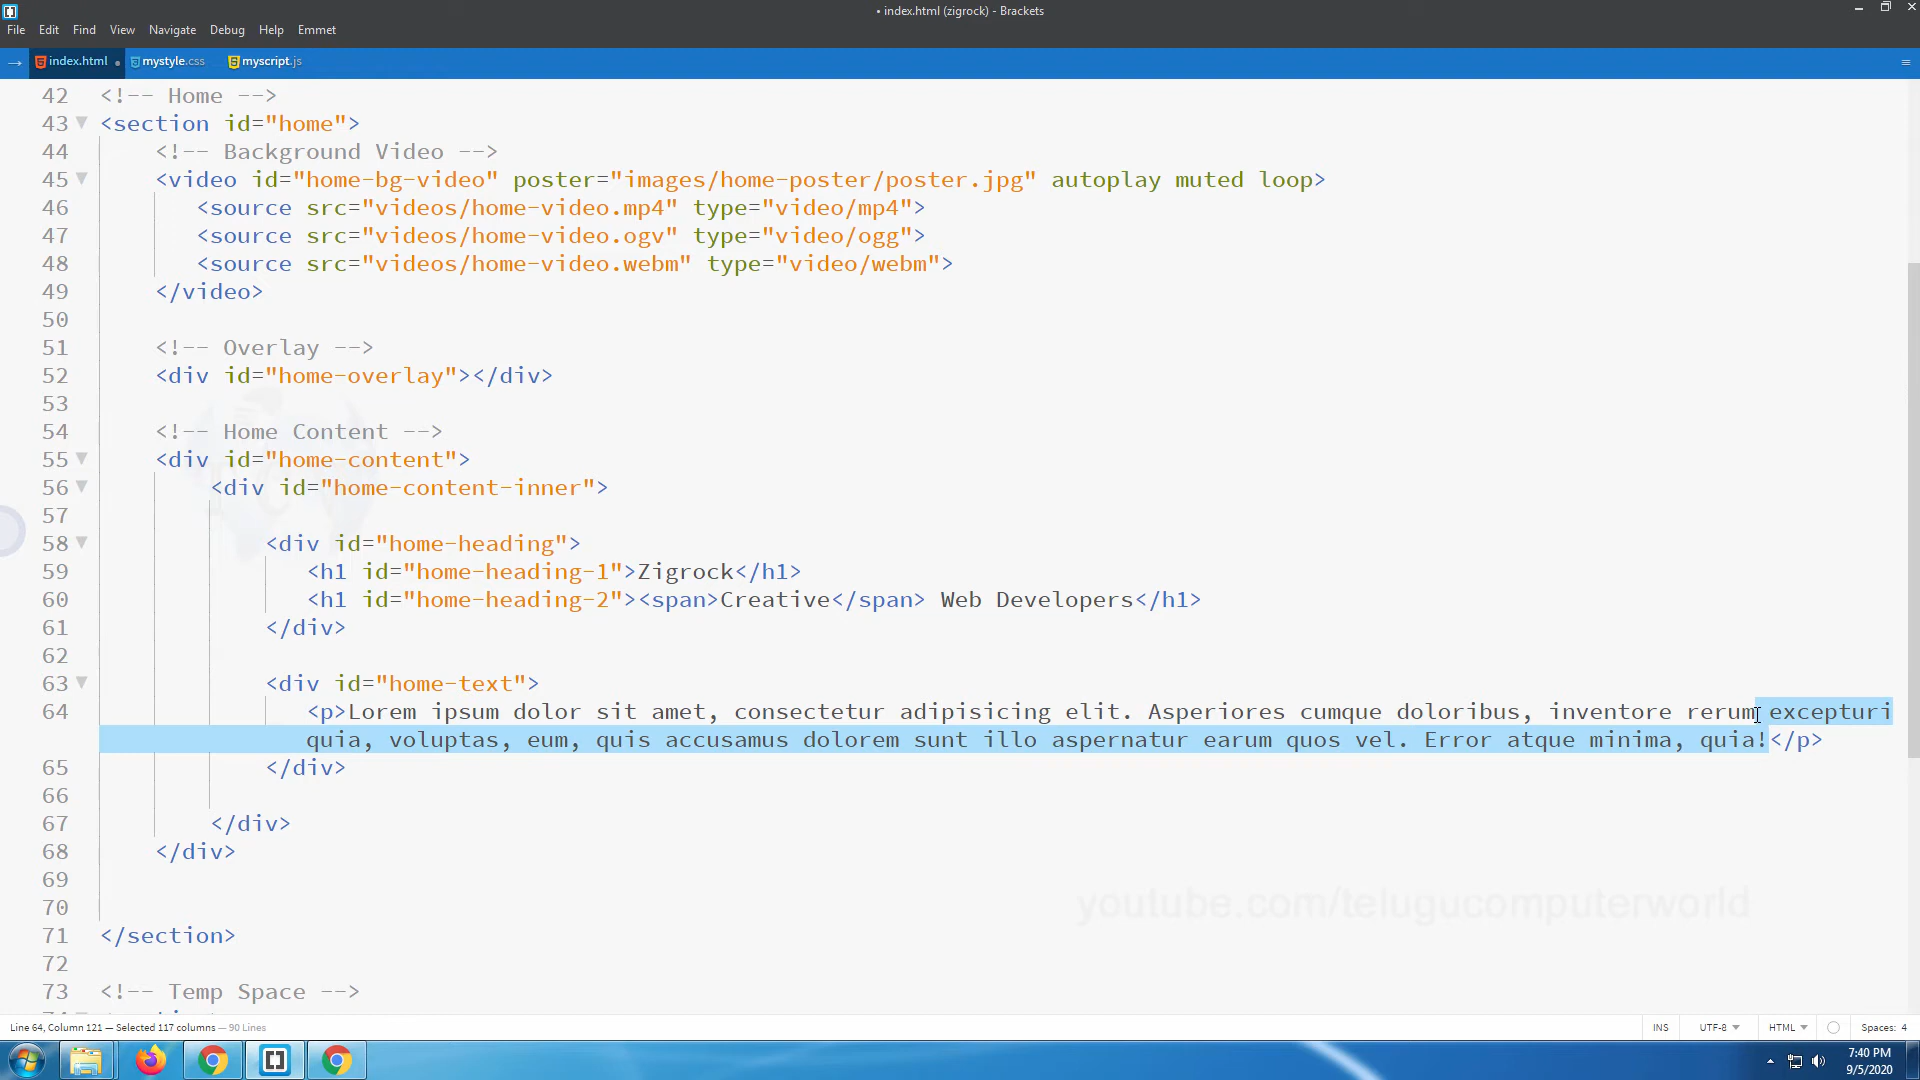 • index.html (zigrock) - Brackets
File Edit Find View Navigate Debug Help Emmet
→ index.html • mystyle.css myscript.js
42 <!-- Home -->
43 <section id="home">
44 <!-- Background Video -->
45 <video id="home-bg-video" poster="images/home-poster/poster.jpg" autoplay muted loop>
46 <source src="videos/home-video.mp4" type="video/mp4">
47 <source src="videos/home-video.ogv" type="video/ogg">
48 <source src="videos/home-video.webm" type="video/webm">
49 </video>
50
51 <!-- Overlay -->
52 <div id="home-overlay"></div>
53
54 <!-- Home Content -->
55 <div id="home-content">
56 <div id="home-content-inner">
57
58 <div id="home-heading">
59 <h1 id="home-heading-1">Zigrock</h1>
60 <h1 id="home-heading-2"><span>Creative</span> Web Developers</h1>
61 </div>
62
63 <div id="home-text">
64 <p>Lorem ipsum dolor sit amet, consectetur adipisicing elit. Asperiores cumque doloribus, inventore rerum excepturi
quia, voluptas, eum, quis accusamus dolorem sunt illo aspernatur earum quos vel. Error atque minima, quia!</p>
65 </div>
66
67 </div>
68 </div>
69
70
youtube.com/telugucomputerworld
71 </section>
72
73 <!-- Temp Space -->
Line 64, Column 121 — Selected 117 columns — 90 Lines INS UTF-8 HTML Spaces: 4
7:40 PM
9/5/2020